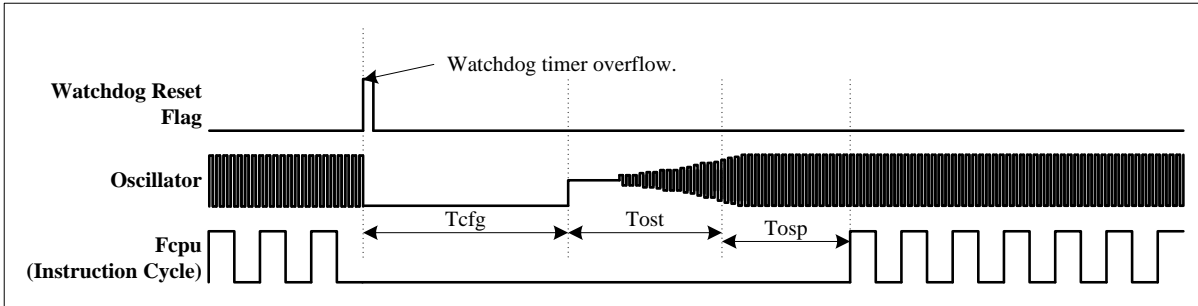 Watchdog timer overflow.
Watchdog Reset
Flag
Oscillator
Tcfg
Tost
Tosp
Fcpu
(Instruction Cycle)